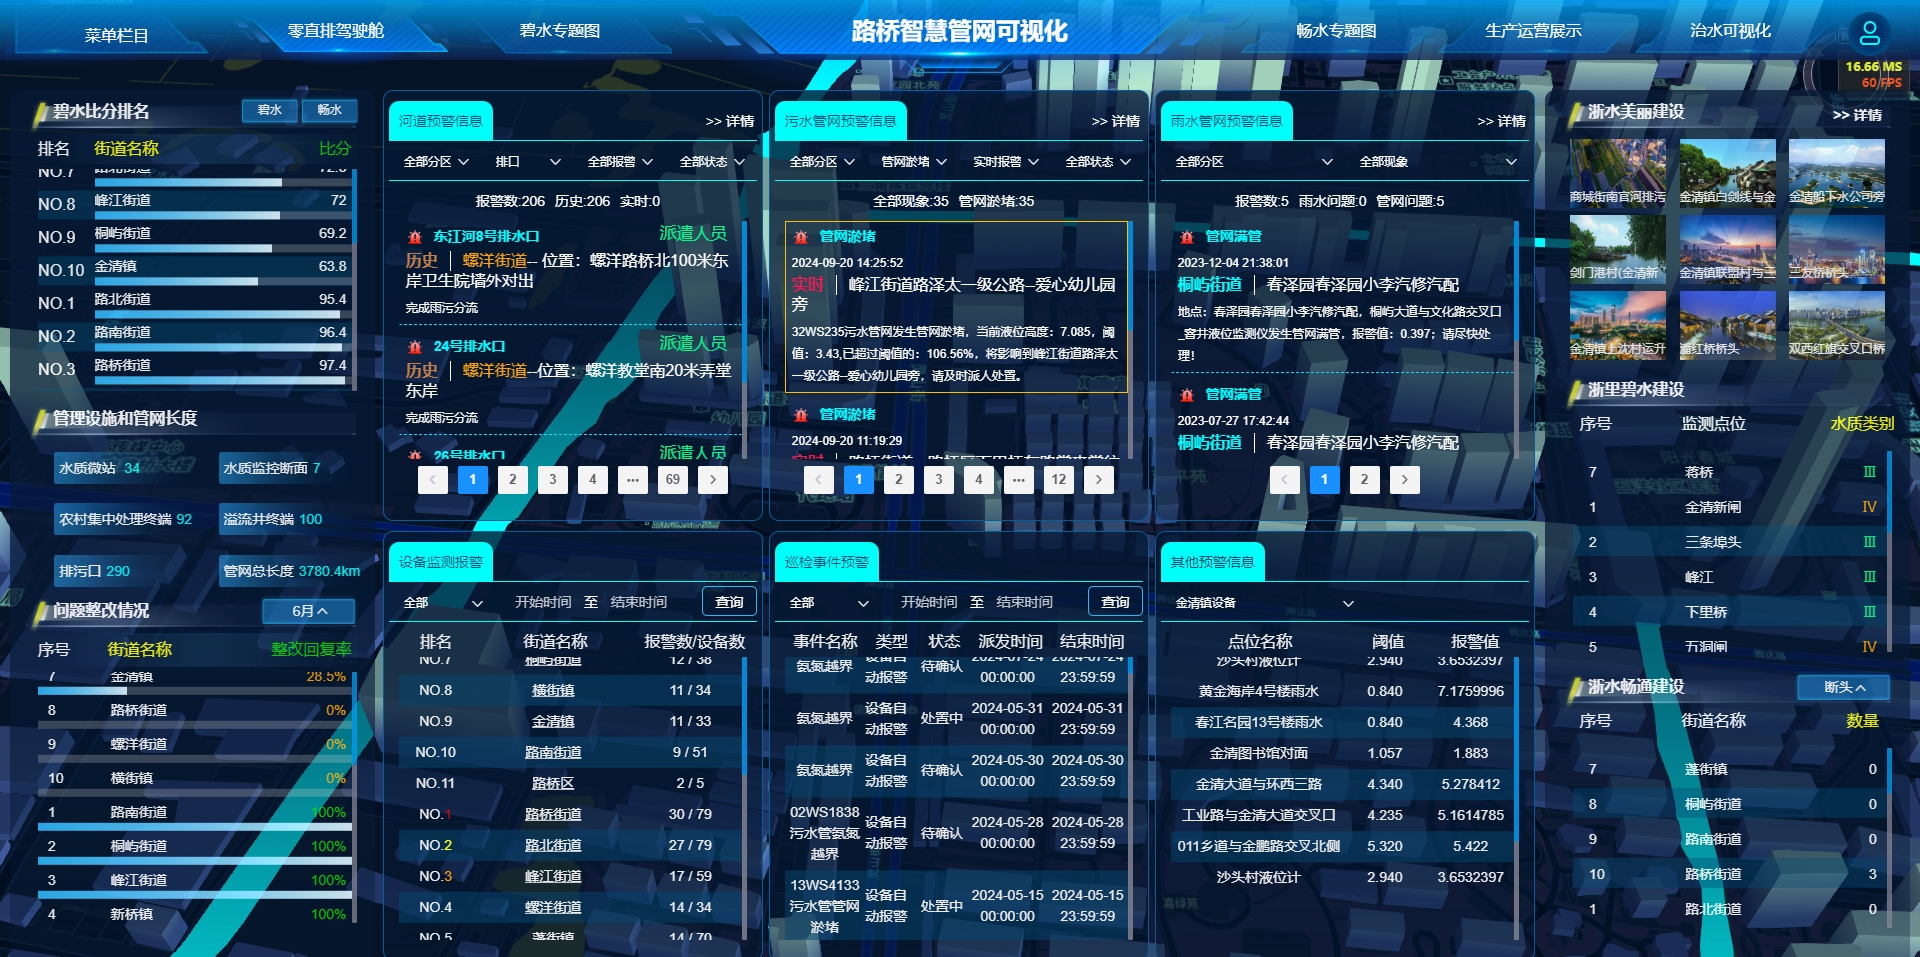 菜单栏目
零直排驾驶舱
碧水专题图
路桥智慧管网可视化
畅水专题图
生产运营展示
治水可视化
16.66 MS
60 FPS
碧水比分排名
碧水
畅水
排名 街道名称 比分
NO.7 路北街道
NO.8 峰江街道 72
NO.9 桐屿街道 69.2
NO.10 金清镇 63.8
NO.1 路北街道 95.4
NO.2 路南街道 96.4
NO.3 路桥街道 97.4
管理设施和管网长度
水质微站 34
水质监控断面 7
农村集中处理终端 92
溢流井终端 100
排污口 290
管网总长度 3780.4km
问题整改情况
6月
序号 街道名称 整改回复率
7 金清镇 28.5%
8 路桥街道 0%
9 螺洋街道 0%
10 横街镇 0%
1 路南街道 100%
2 桐屿街道 100%
3 峰江街道 100%
4 新桥镇 100%
河道预警信息
>> 详情
全部分区 排口 全部报警 全部状态
报警数:206 历史:206 实时:0
东江河8号排水口 派遣人员
历史 │ 螺洋街道-- 位置：螺洋路桥北100米东
岸卫生院墙外对出
完成雨污分流
24号排水口 派遣人员
历史 │ 螺洋街道--位置：螺洋教堂南20米弄堂
东岸
完成雨污分流
26号排水口 派遣人员
< 1 2 3 4 ··· 69 >
污水管网预警信息
>> 详情
全部分区 管网淤堵 实时报警 全部状态
全部现象:35 管网淤堵:35
管网淤堵
2024-09-20 14:25:52
实时 │ 峰江街道路泽太一级公路--爱心幼儿园
旁
32WS235污水管网发生管网淤堵，当前液位高度：7.085，阈
值：3.43,已超过阈值的：106.56%，将影响到峰江街道路泽太
一级公路--爱心幼儿园旁，请及时派人处置。
管网淤堵
2024-09-20 11:19:29
< 1 2 3 4 ··· 12 >
雨水管网预警信息
>> 详情
全部分区 全部现象
报警数:5 雨水问题:0 管网问题:5
管网满管
2023-12-04 21:38:01
桐屿街道 │ 春泽园春泽园小李汽修汽配
地点：春泽园春泽园小李汽修汽配，桐屿大道与文化路交叉口
_窨井液位监测仪发生管网满管，报警值：0.397；请尽快处
理！
管网满管
2023-07-27 17:42:44
桐屿街道 │ 春泽园春泽园小李汽修汽配
< 1 2 >
设备监测报警
全部 开始时间 至 结束时间 查询
排名 街道名称 报警数/设备数
NO.7 桐屿街道 12 / 38
NO.8 横街镇 11 / 34
NO.9 金清镇 11 / 33
NO.10 路南街道 9 / 51
NO.11 路桥区 2 / 5
NO.1 路桥街道 30 / 79
NO.2 路北街道 27 / 79
NO.3 峰江街道 17 / 59
NO.4 螺洋街道 14 / 34
NO.5 蓬街镇 14 / 70
巡检事件预警
全部 开始时间 至 结束时间 查询
事件名称 类型 状态 派发时间 结束时间
氨氮越界 设备自动报警 待确认 2024-07-24 00:00:00 2024-07-24 23:59:59
氨氮越界 设备自动报警 处置中 2024-05-31 00:00:00 2024-05-31 23:59:59
氨氮越界 设备自动报警 待确认 2024-05-30 00:00:00 2024-05-30 23:59:59
02WS1838污水管氨氮越界 设备自动报警 待确认 2024-05-28 00:00:00 2024-05-28 23:59:59
13WS4133污水管管网淤堵 设备自动报警 处置中 2024-05-15 00:00:00 2024-05-15 23:59:59
其他预警信息
金清镇设备
点位名称 阈值 报警值
沙头村液位计 2.940 3.6532397
黄金海岸4号楼雨水 0.840 7.1759996
春江名园13号楼雨水 0.840 4.368
金清图书馆对面 1.057 1.883
金清大道与环西三路 4.340 5.278412
工业路与金清大道交叉口 4.235 5.1614785
011乡道与金鹏路交叉北侧 5.320 5.422
沙头村液位计 2.940 3.6532397
浙水美丽建设
>> 详情
商城街南官河排污
金清镇白剑线与金
金清船下水公司旁
剑门港村(金清新
金清镇联盟村与三
三友桥桥头
金清镇上沈村运升
潘红桥桥头
双西红旗交叉口桥
浙里碧水建设
序号 监测点位 水质类别
7 蒋桥 III
1 金清新闸 IV
2 三条埠头 III
3 峰江 III
4 下里桥 III
5 五洞闸 IV
浙水畅通建设
断头
序号 街道名称 数量
7 蓬街镇 0
8 桐屿街道 0
9 路南街道 0
10 路桥街道 3
1 路北街道 0